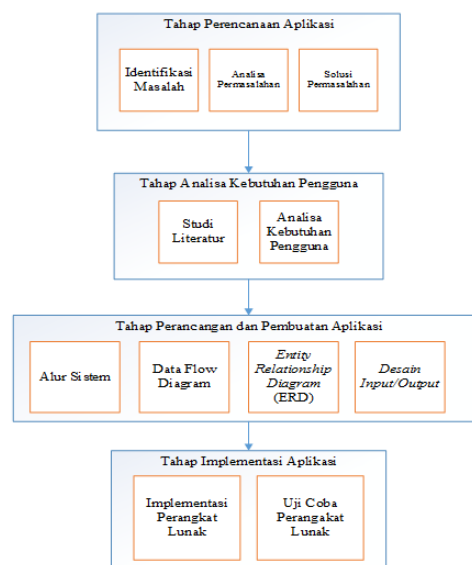 Tahap Perencanaan Aplikasi
Identifikasi
Masalah
Analisa
Permasalahan
Solusi
Permasalahan
Tahap Analisa Kebutuhan Pengguna
Studi
Literatur
Analisa
Kebutuhan
Pengguna
Tahap Perancangan dan Pembuatan Aplikasi
Alur Sistem
Data Flow
Diagram
Entity
Relationship
Diagram
(ERD)
Desain
Input/Output
Tahap Implementasi Aplikasi
Implementasi
Perangkat
Lunak
Uji Coba
Perangakat
Lunak